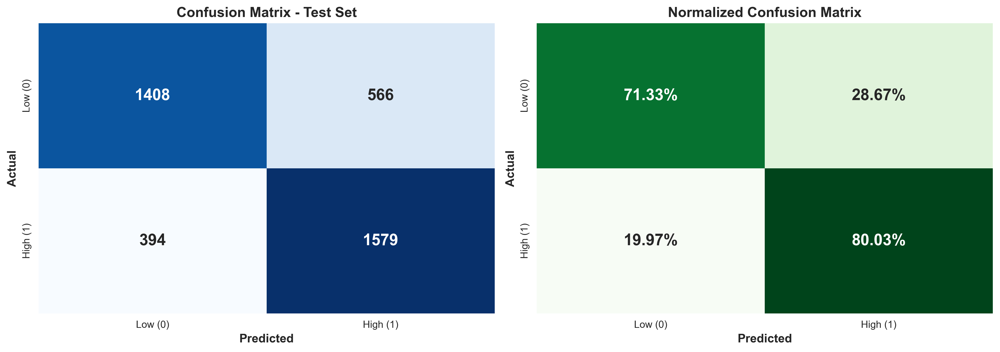 Confusion Matrix - Test Set
Actual
Low (0)
High (1)
1408
566
394
1579
Low (0)
High (1)
Predicted
Normalized Confusion Matrix
Actual
Low (0)
High (1)
71.33%
28.67%
19.97%
80.03%
Low (0)
High (1)
Predicted